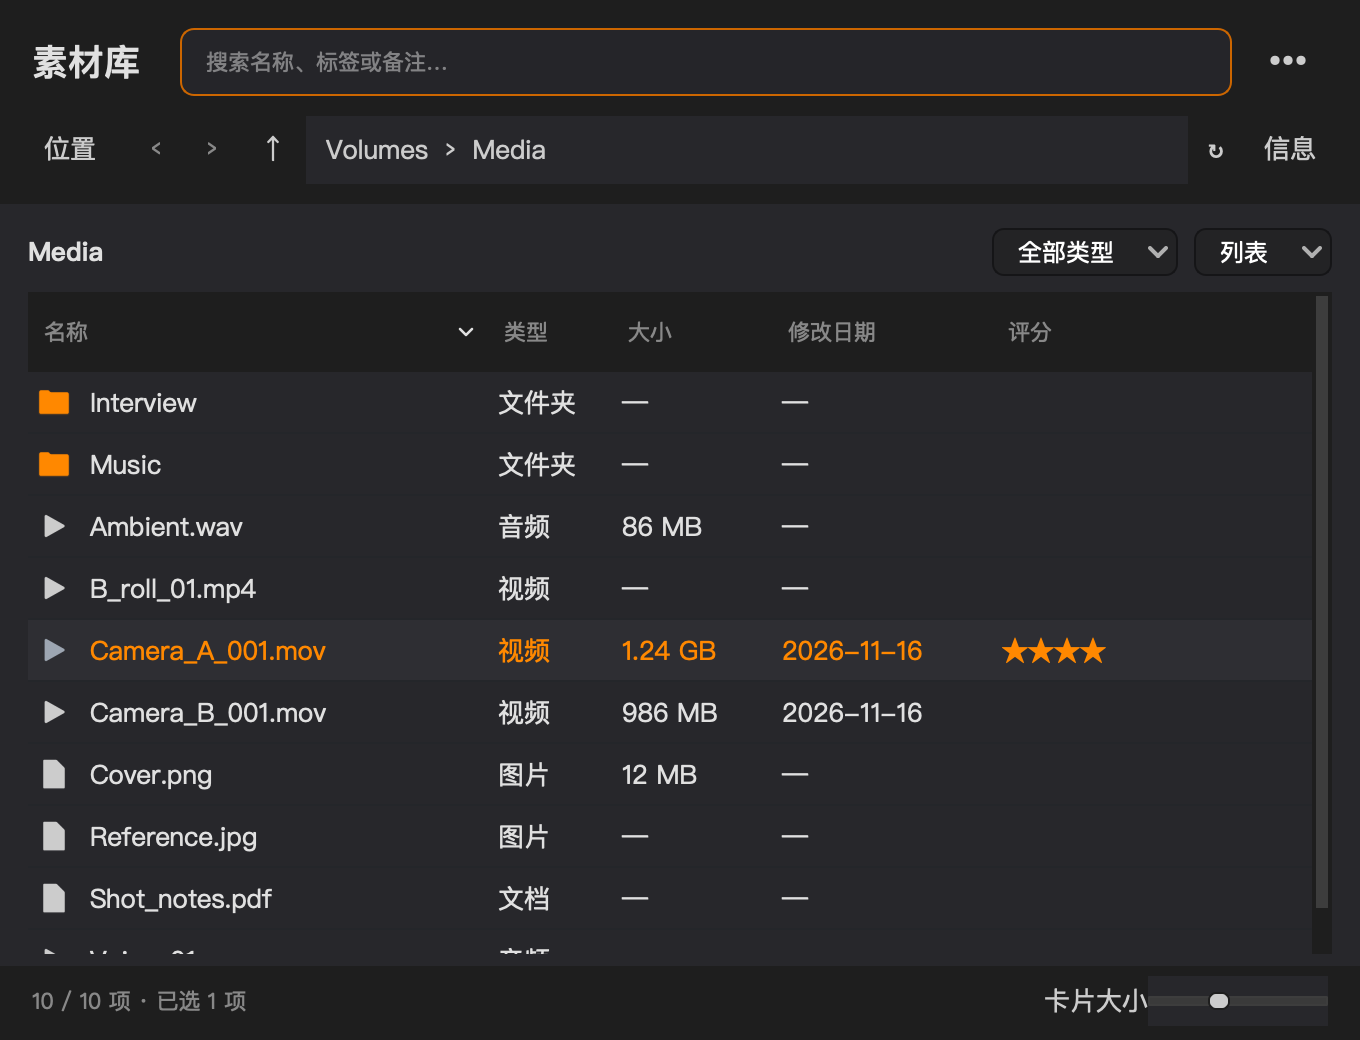 素材库
搜索名称、标签或备注...
•••
位置 < > ↑ Volumes > Media ↻ 信息
Media 全部类型 列表
名称 类型 大小 修改日期 评分
Interview 文件夹 — —
Music 文件夹 — —
Ambient.wav 音频 86 MB —
B_roll_01.mp4 视频 — —
Camera_A_001.mov 视频 1.24 GB 2026–11–16 ★★★★
Camera_B_001.mov 视频 986 MB 2026–11–16
Cover.png 图片 12 MB —
Reference.jpg 图片 — —
Shot_notes.pdf 文档 — —
10 / 10 项 · 已选 1 项 卡片大小